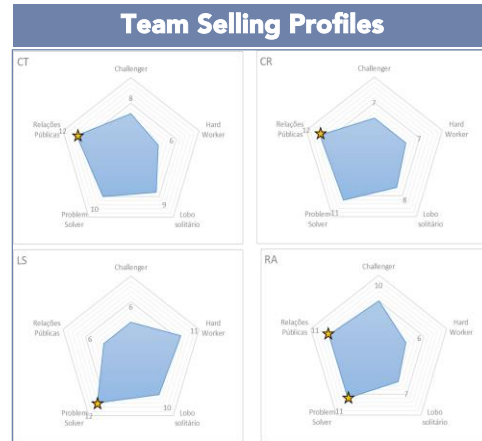 Team Selling Profiles
CT
Challenger
8
Relações
Públicas 12
6 Hard
Worker
10
Problem
Solver
9
Lobo
solitário
CR
Challenger
7
Relações
Públicas 12
7 Hard
Worker
Problem 11
Solver
8
Lobo
solitário
LS
Challenger
6
Relações
Públicas
6
11 Hard
Worker
Problem
Solver 12
10
Lobo
solitário
RA
Challenger
10
Relações
Públicas 11
6 Hard
Worker
Problem 11
Solver
7
Lobo
solitário